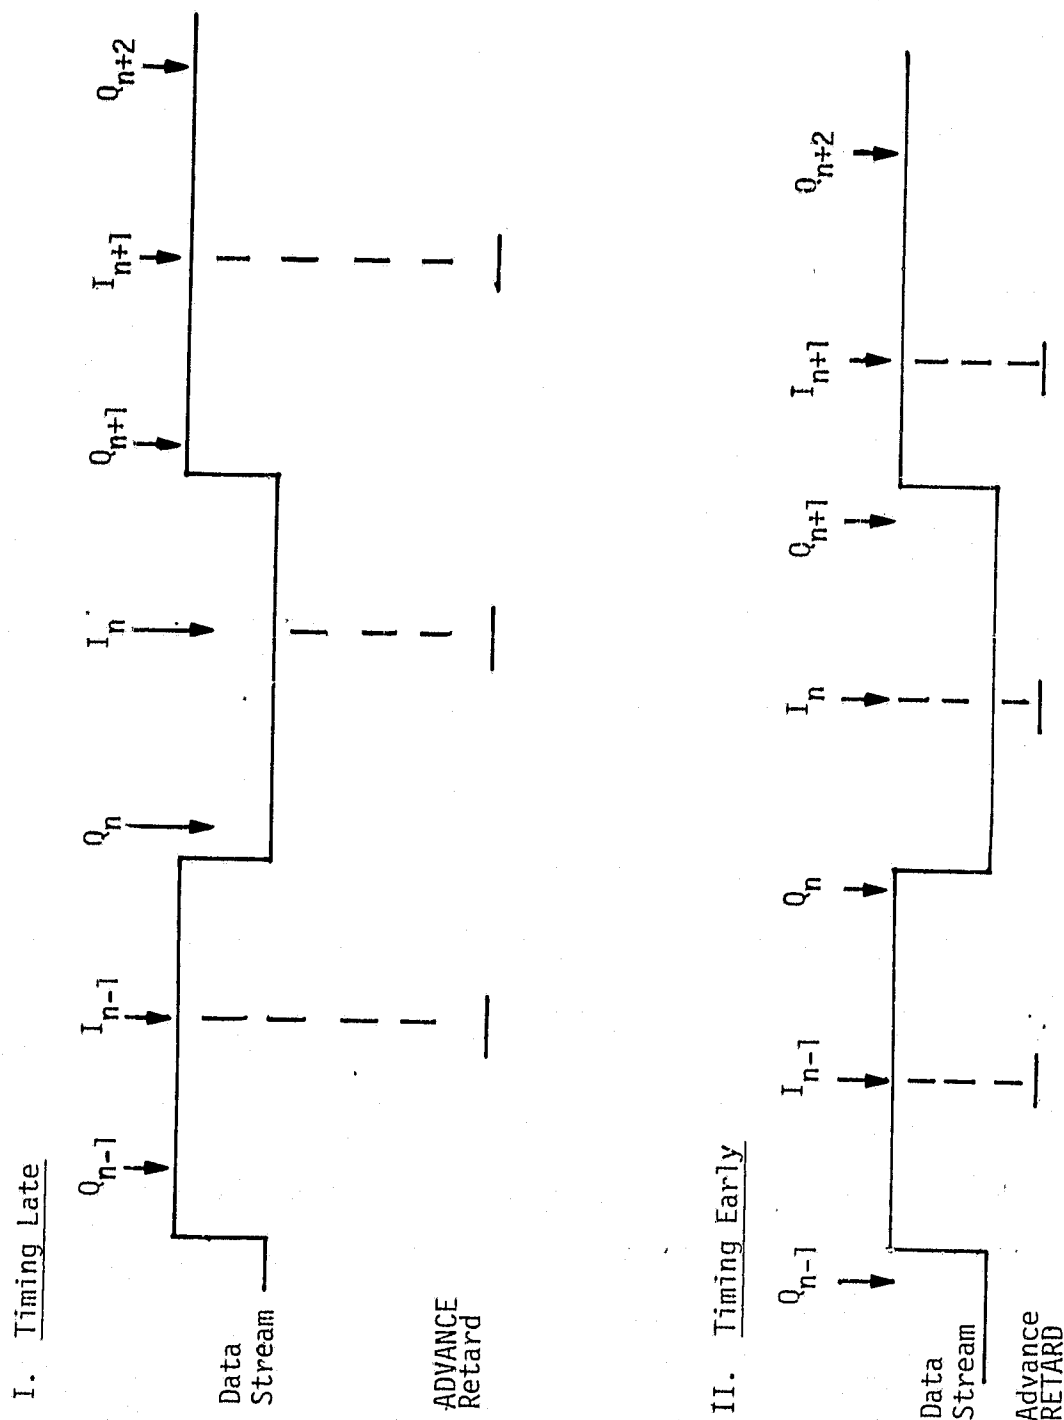 I. Timing Late
Q_{n-1} I_{n-1} Q_n I_n Q_{n+1} I_{n+1} Q_{n+2}
Data
Stream
ADVANCE
Retard
II. Timing Early
Q_{n-1} I_{n-1} Q_n I_n Q_{n+1} I_{n+1} Q_{n+2}
Data
Stream
Advance
RETARD